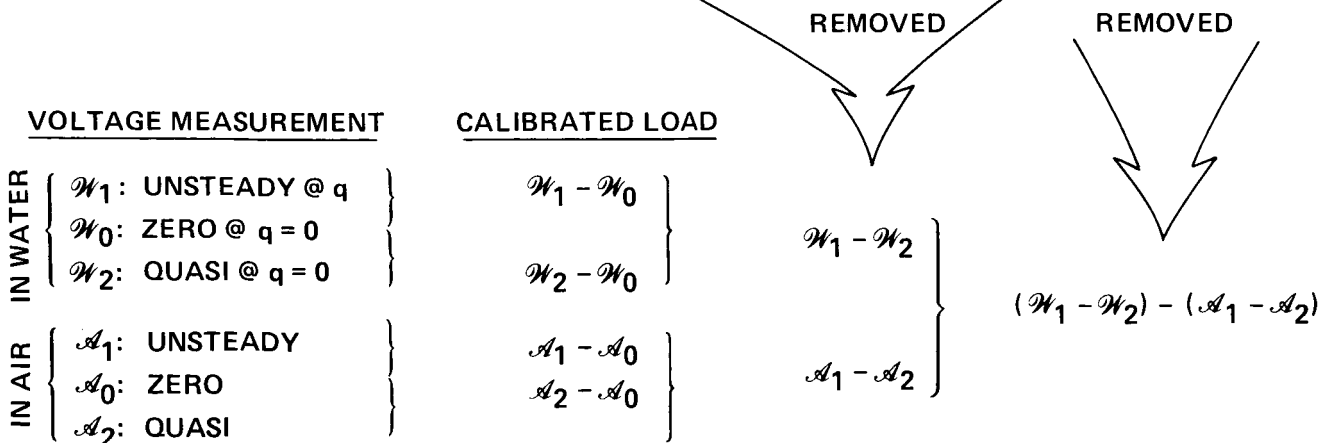 REMOVED REMOVED
VOLTAGE MEASUREMENT CALIBRATED LOAD
IN WATER
𝒲1: UNSTEADY @ q
𝒲0: ZERO @ q = 0
𝒲2: QUASI @ q = 0
𝒲1 – 𝒲0
𝒲2 – 𝒲0
𝒲1 – 𝒲2
(𝒲1 – 𝒲2) – (𝒜1 – 𝒜2)
IN AIR
𝒜1: UNSTEADY
𝒜0: ZERO
𝒜2: QUASI
𝒜1 – 𝒜0
𝒜2 – 𝒜0
𝒜1 – 𝒜2